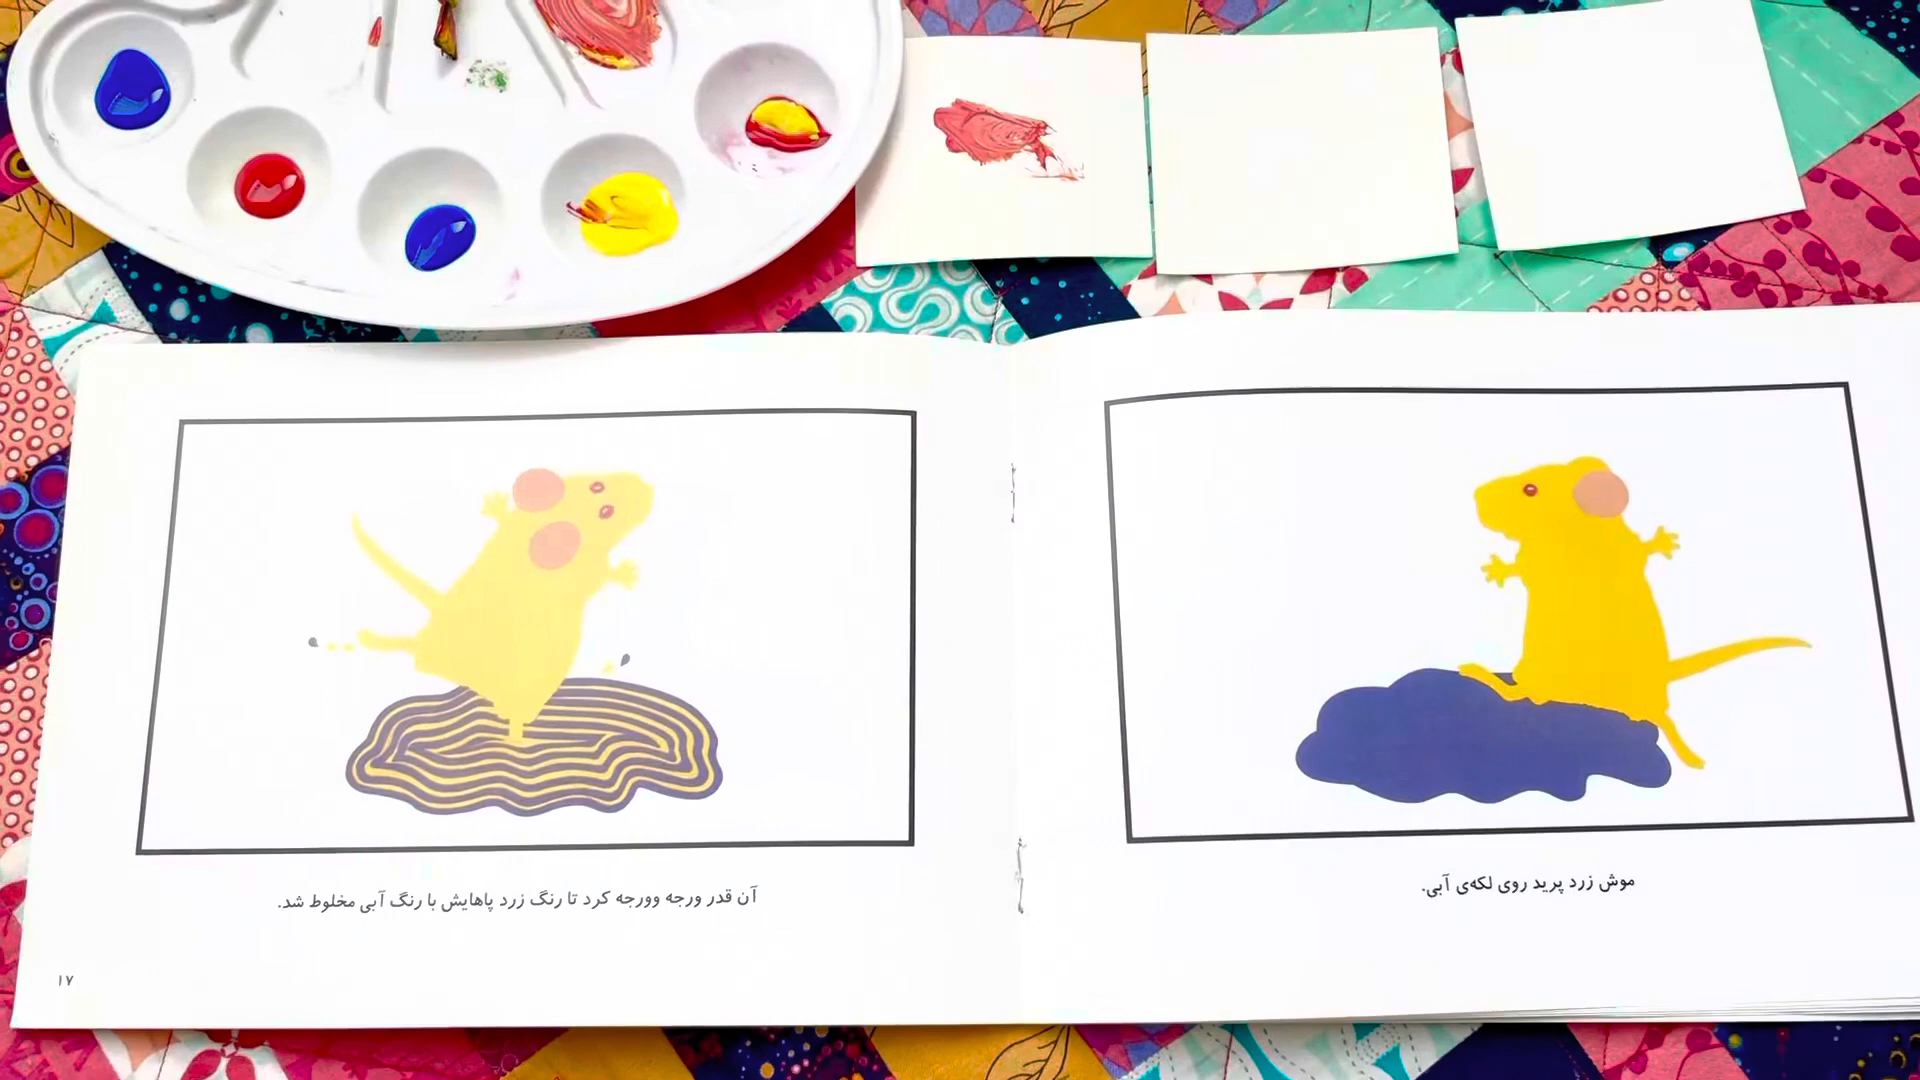 موش زرد پرید روی لکه‌ی آبی.
آن قدر ورجه وورجه کرد تا رنگ زرد پاهایش با رنگ آبی مخلوط شد.
۱۷